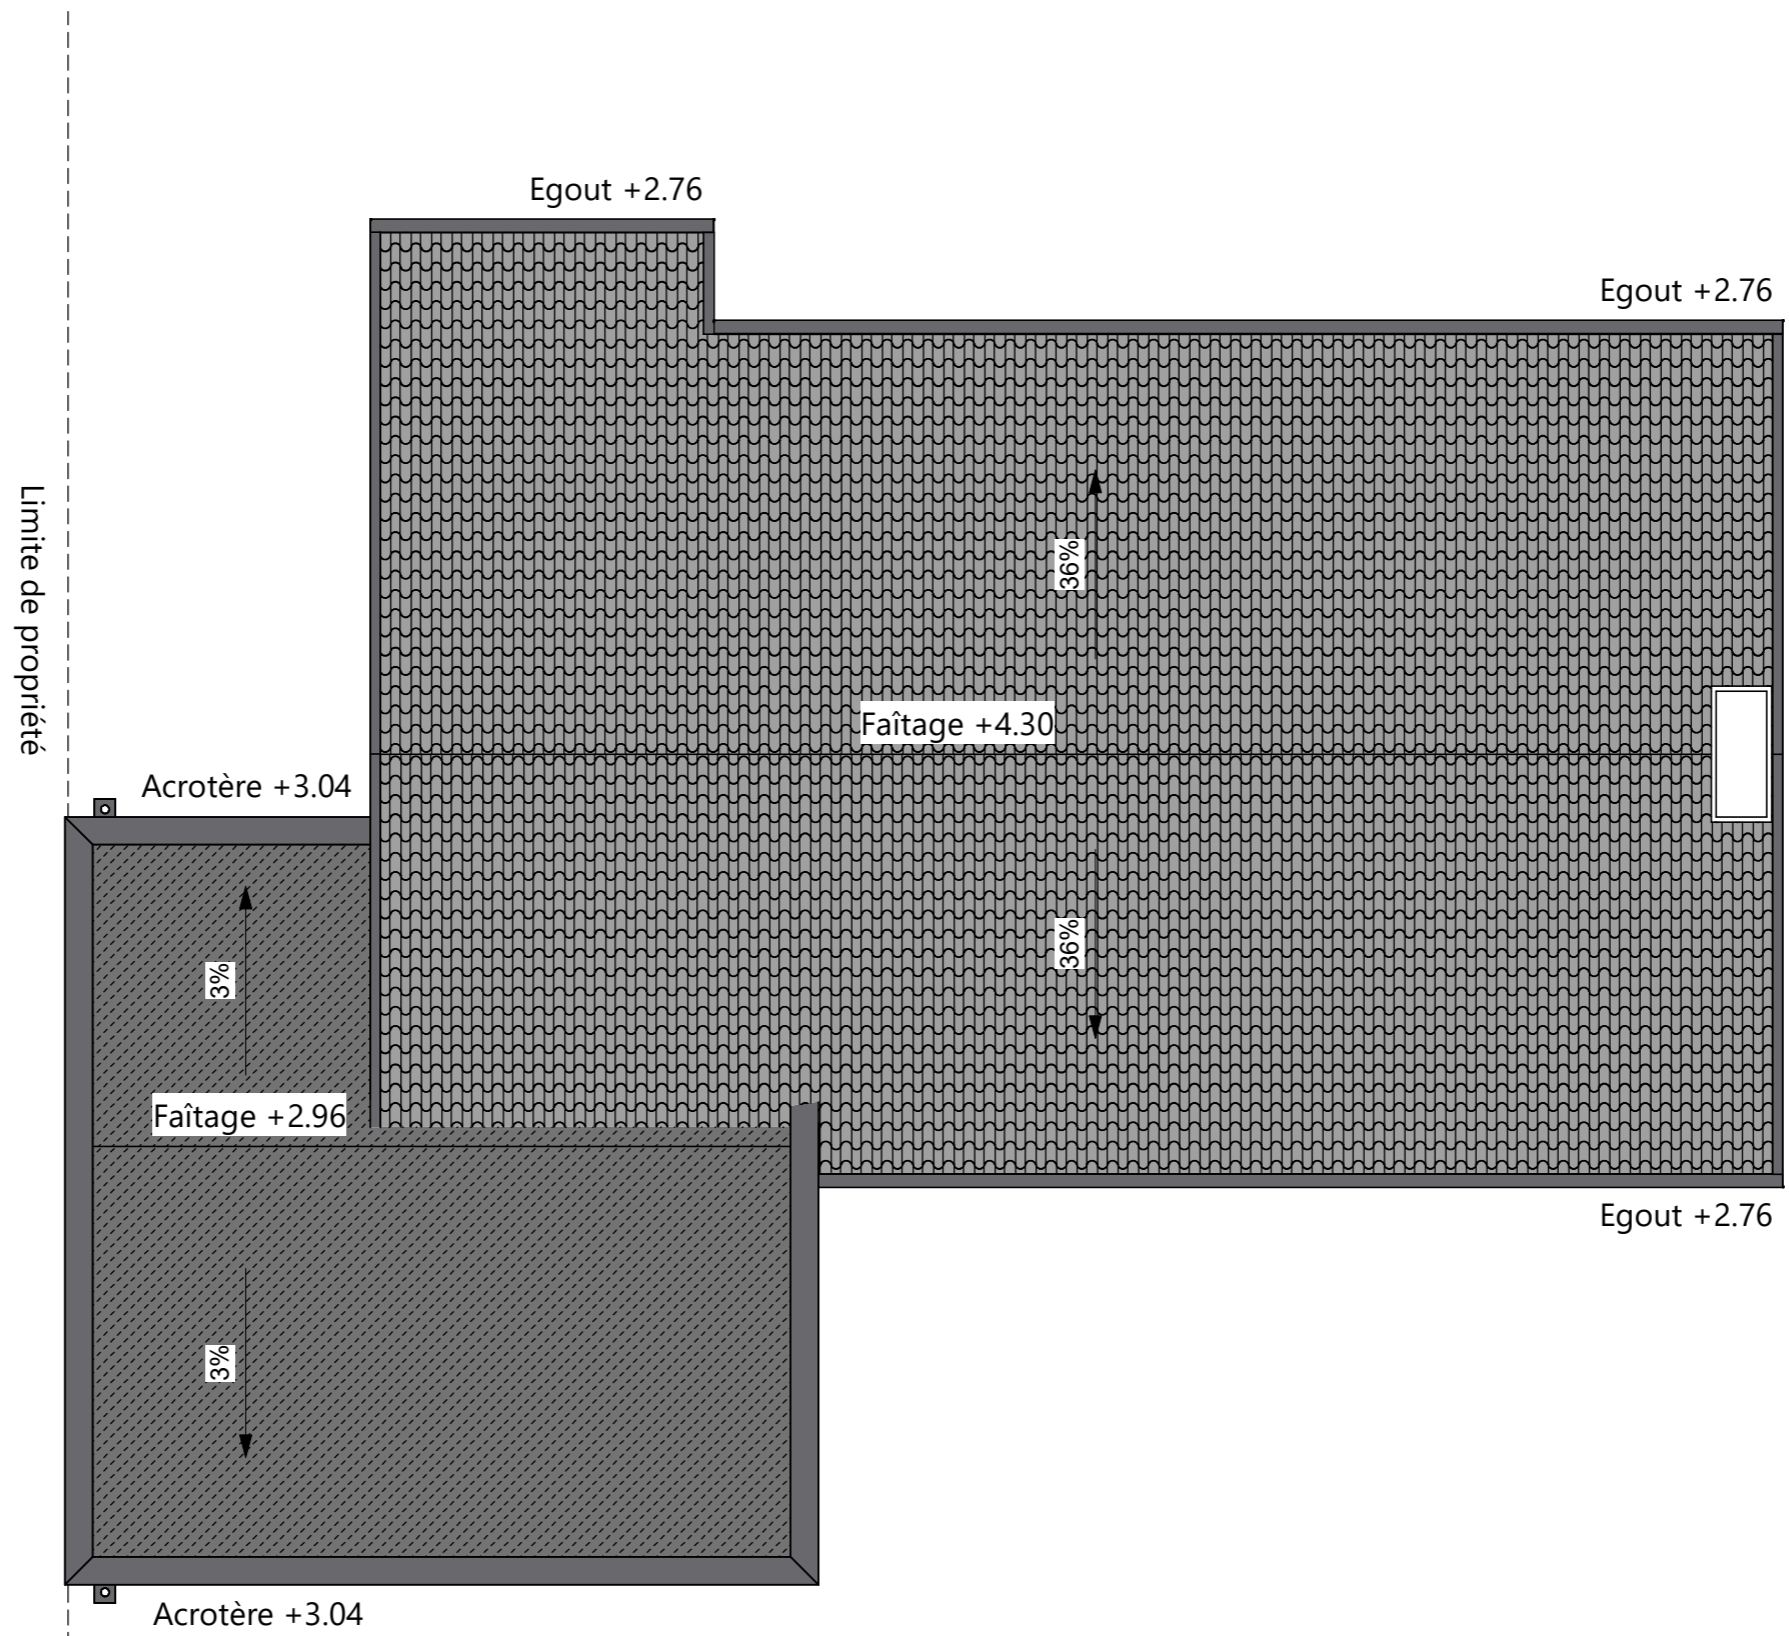 Egout +2.76
Egout +2.76
Limite de propriété
36%
Faîtage +4.30
Acrotère +3.04
36%
3%
Faîtage +2.96
Egout +2.76
3%
Acrotère +3.04